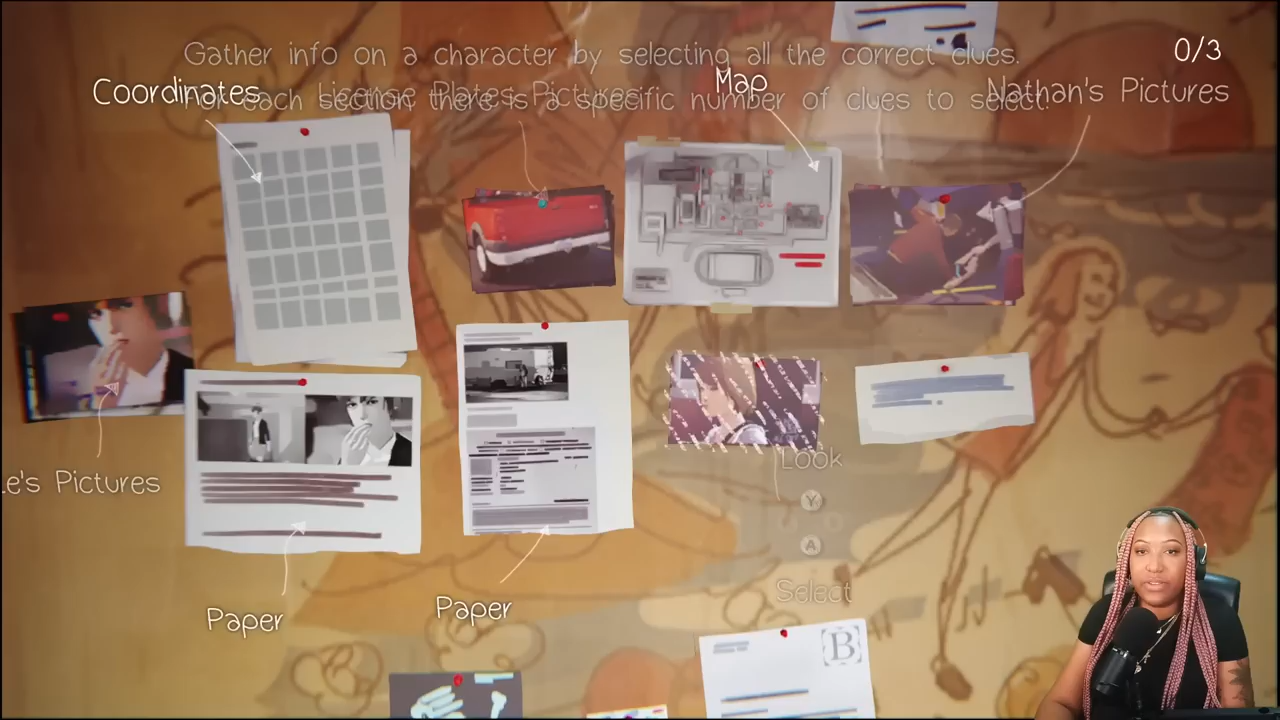 Gather info on a character by selecting all the correct clues.
0/3
For each section there is a specific number of clues to select.
Coordinates
License Plates Pictures
Map
Nathan's Pictures
e's Pictures
Look
Y
A
Select
Paper
Paper
B